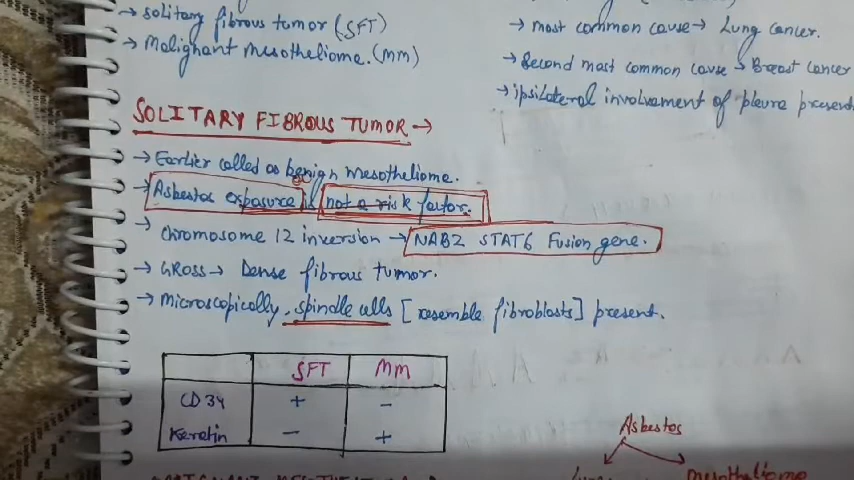 → solitary fibrous tumor (SFT)
→ Malignant mesothelioma. (MM)
→ most common cause → Lung cancer.
→ Second most common cause → Breast cancer
→ ipsilateral involvement of pleura present
SOLITARY FIBROUS TUMOR →
→ Earlier called as benign mesothelioma.
→ Asbestos exposure is not a risk factor.
→ Chromosome 12 inversion → NAB2 STAT6 Fusion gene.
→ GROSS → Dense fibrous tumor.
→ Microscopically, spindle cells [resemble fibroblasts] present.
SFT MM
CD34 + -
Keratin - +
Asbestos
mesothelioma